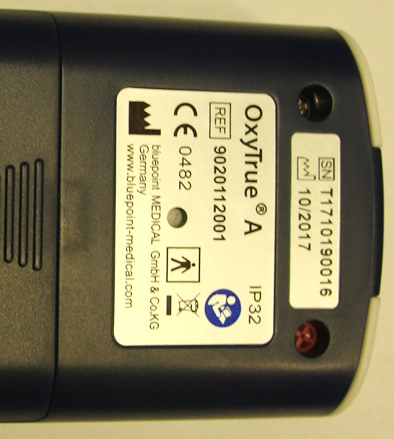 SN T1710190016
10/2017
OxyTrue® A IP32
REF 9020112001
CE 0482
bluepoint MEDICAL GmbH & Co.KG
Germany
www.bluepoint-medical.com